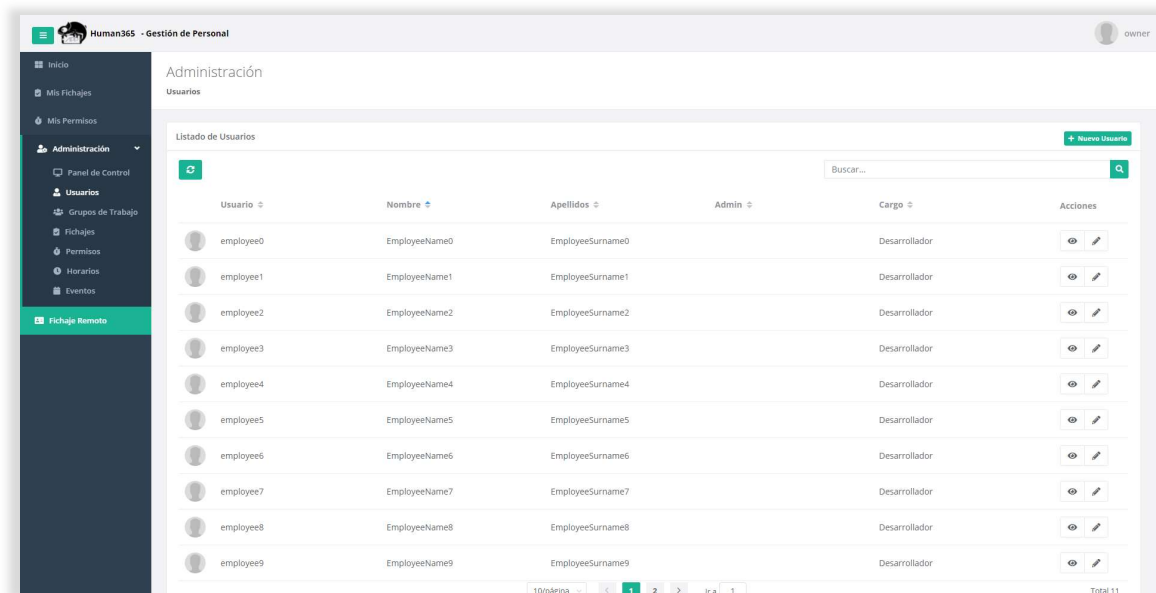 Human365 - Gestión de Personal
owner
Inicio
Mis Fichajes
Mis Permisos
Administración
Panel de Control
Usuarios
Grupos de Trabajo
Fichajes
Permisos
Horarios
Eventos
Fichaje Remoto
Administración
Usuarios
Listado de Usuarios
+ Nuevo Usuario
Buscar...
Usuario Nombre Apellidos Admin Cargo Acciones
employee0 EmployeeName0 EmployeeSurname0 Desarrollador
employee1 EmployeeName1 EmployeeSurname1 Desarrollador
employee2 EmployeeName2 EmployeeSurname2 Desarrollador
employee3 EmployeeName3 EmployeeSurname3 Desarrollador
employee4 EmployeeName4 EmployeeSurname4 Desarrollador
employee5 EmployeeName5 EmployeeSurname5 Desarrollador
employee6 EmployeeName6 EmployeeSurname6 Desarrollador
employee7 EmployeeName7 EmployeeSurname7 Desarrollador
employee8 EmployeeName8 EmployeeSurname8 Desarrollador
employee9 EmployeeName9 EmployeeSurname9 Desarrollador
10/página 1 2 Ir a 1 Total 11